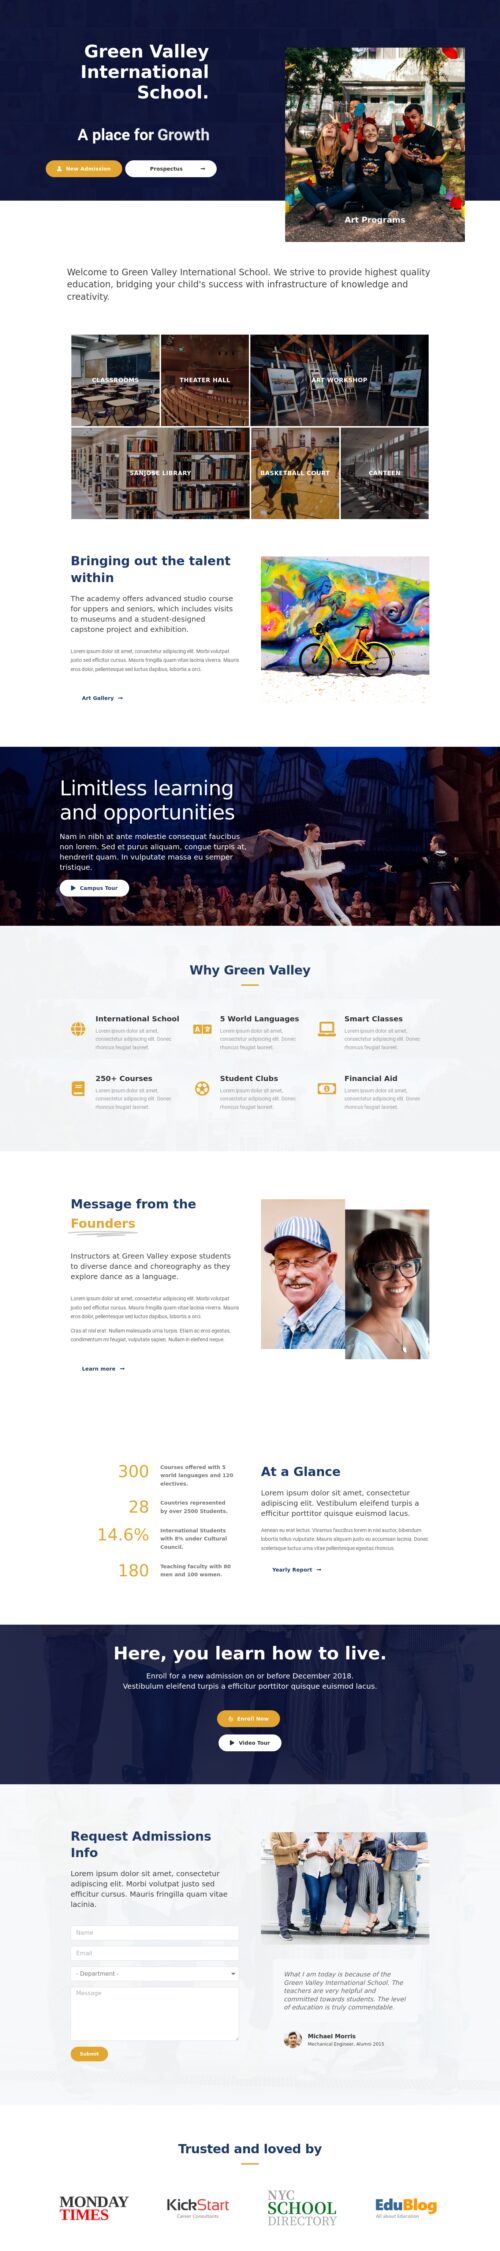 Green Valley
International
School.
A place for Growth
New Admission
Prospectus
Art Programs
Welcome to Green Valley International School. We strive to provide highest quality
education, bridging your child's success with infrastructure of knowledge and
creativity.
CLASSROOMS
THEATER HALL
ART WORKSHOP
SANJOSE LIBRARY
BASKETBALL COURT
CANTEEN
Bringing out the talent
within
The academy offers advanced studio course
for uppers and seniors, which includes visits
to museums and a student-designed
capstone project and exhibition.
Lorem ipsum dolor sit amet, consectetur adipiscing elit. Morbi volutpat
justo sed efficitur cursus. Mauris fringilla quam vitae lacinia viverra. Mauris
eros dolor, pellentesque sed luctus dapibus, lobortis a orci.
Art Gallery →
Limitless learning
and opportunities
Nam in nibh at ante molestie consequat faucibus
non lorem. Sed et purus aliquam, congue turpis at,
hendrerit quam. In vulputate massa eu semper
tristique.
Campus Tour
Why Green Valley
International School
Lorem ipsum dolor sit amet,
consectetur adipiscing elit. Donec
rhoncus feugiat laoreet.
5 World Languages
Lorem ipsum dolor sit amet,
consectetur adipiscing elit. Donec
rhoncus feugiat laoreet.
Smart Classes
Lorem ipsum dolor sit amet,
consectetur adipiscing elit. Donec
rhoncus feugiat laoreet.
250+ Courses
Lorem ipsum dolor sit amet,
consectetur adipiscing elit. Donec
rhoncus feugiat laoreet.
Student Clubs
Lorem ipsum dolor sit amet,
consectetur adipiscing elit. Donec
rhoncus feugiat laoreet.
Financial Aid
Lorem ipsum dolor sit amet,
consectetur adipiscing elit. Donec
rhoncus feugiat laoreet.
Message from the
Founders
Instructors at Green Valley expose students
to diverse dance and choreography as they
explore dance as a language.
Lorem ipsum dolor sit amet, consectetur adipiscing elit. Morbi volutpat
justo sed efficitur cursus. Mauris fringilla quam vitae lacinia viverra. Mauris
eros dolor, pellentesque sed luctus dapibus, lobortis a orci.
Cras at nisl erat. Nullam malesuada urna turpis. Etiam ac eros egestas,
condimentum mi feugiat, vulputate sapien. Nullam in eleifend neque.
Learn more →
300
Courses offered with 5
world languages and 120
electives.
28
Countries represented
by over 2500 Students.
14.6%
International Students
with 8% under Cultural
Council.
180
Teaching faculty with 80
men and 100 women.
At a Glance
Lorem ipsum dolor sit amet, consectetur
adipiscing elit. Vestibulum eleifend turpis a
efficitur porttitor quisque euismod lacus.
Aenean eu erat lectus. Vivamus faucibus lorem in nisl auctor, bibendum
lobortis tellus vulputate. Mauris aliquam justo eu accumsan lacinia. Donec
scelerisque luctus urna vitae pellentesque egestas rhoncus.
Yearly Report →
Here, you learn how to live.
Enroll for a new admission on or before December 2018.
Vestibulum eleifend turpis a efficitur porttitor quisque euismod lacus.
Enroll Now
Video Tour
Request Admissions
Info
Lorem ipsum dolor sit amet, consectetur
adipiscing elit. Morbi volutpat justo sed
efficitur cursus. Mauris fringilla quam vitae
lacinia.
Name
Email
- Department -
Message
Submit
What I am today is because of the
Green Valley International School. The
teachers are very helpful and
committed towards students. The level
of education is truly commendable.
Michael Morris
Mechanical Engineer, Alumni 2015
Trusted and loved by
MONDAY
TIMES
KickStart
Career Consultants
NYC
SCHOOL
DIRECTORY
EduBlog
All about Education